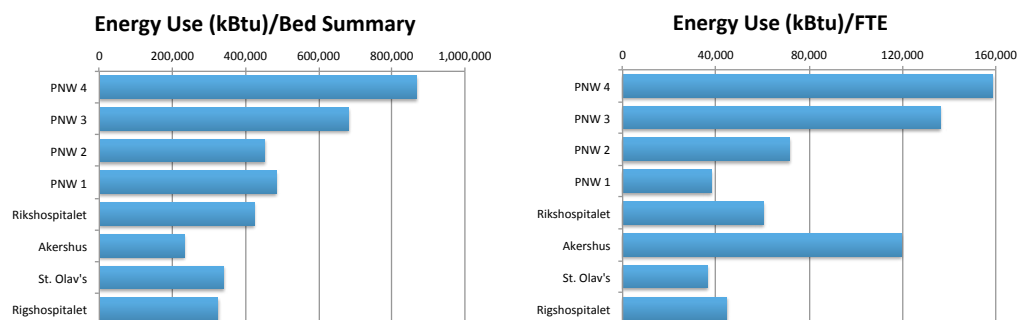 Energy Use (kBtu)/Bed Summary
0 200,000 400,000 600,000 800,000 1,000,000
PNW 4
PNW 3
PNW 2
PNW 1
Rikshospitalet
Akershus
St. Olav's
Rigshospitalet
Energy Use (kBtu)/FTE
0 40,000 80,000 120,000 160,000
PNW 4
PNW 3
PNW 2
PNW 1
Rikshospitalet
Akershus
St. Olav's
Rigshospitalet